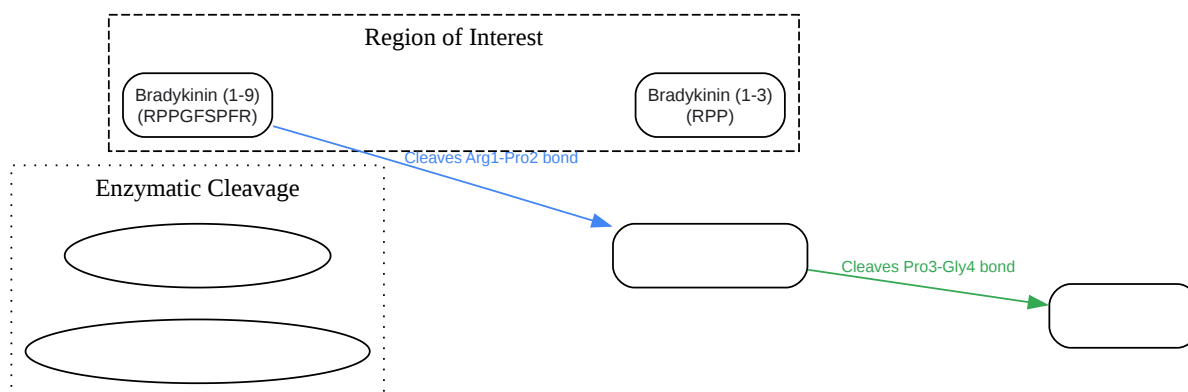 Region of Interest
Bradykinin (1-9)
(RPPGFSPFR)
Bradykinin (1-3)
(RPP)
Cleaves Arg1-Pro2 bond
Enzymatic Cleavage
Cleaves Pro3-Gly4 bond